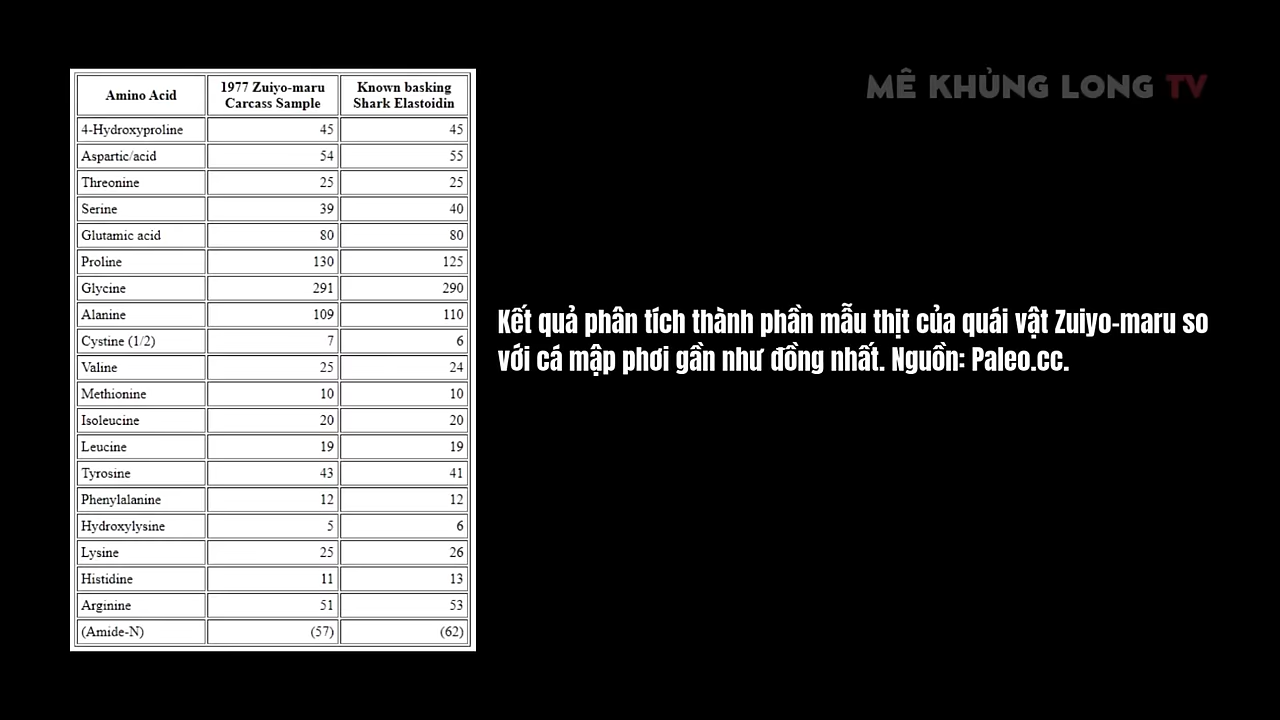 MÊ KHỦNG LONG TV
Amino Acid 1977 Zuiyo-maru Carcass Sample Known basking Shark Elastoidin
4-Hydroxyproline 45 45
Aspartic/acid 54 55
Threonine 25 25
Serine 39 40
Glutamic acid 80 80
Proline 130 125
Glycine 291 290
Alanine 109 110
Cystine (1/2) 7 6
Valine 25 24
Methionine 10 10
Isoleucine 20 20
Leucine 19 19
Tyrosine 43 41
Phenylalanine 12 12
Hydroxylysine 5 6
Lysine 25 26
Histidine 11 13
Arginine 51 53
(Amide-N) (57) (62)
Kết quả phân tích thành phần mẫu thịt của quái vật Zuiyo-maru so
với cá mập phơi gần như đồng nhất. Nguồn: Paleo.cc.